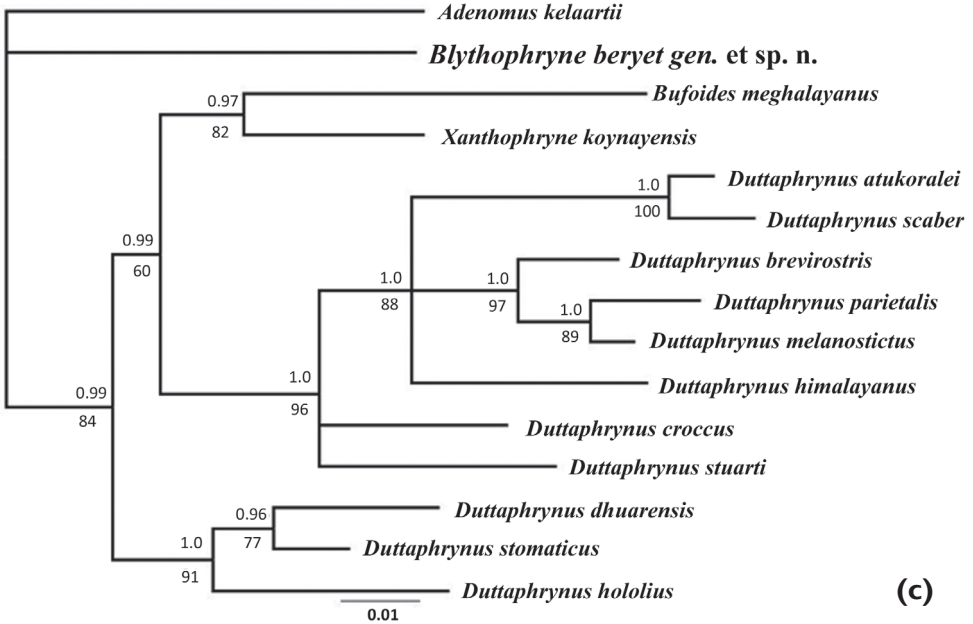 Adenomus kelaartii
Blythophryne beryet gen. et sp. n.
0.97
Bufoides meghalayanus
82
Xanthophryne koynayensis
1.0
Duttaphrynus atukoralei
100
Duttaphrynus scaber
0.99
60
Duttaphrynus brevirostris
1.0
88
1.0
97
1.0
Duttaphrynus parietalis
89
Duttaphrynus melanostictus
1.0
96
Duttaphrynus himalayanus
0.99
84
Duttaphrynus croccus
Duttaphrynus stuarti
0.96
Duttaphrynus dhuarensis
77
Duttaphrynus stomaticus
1.0
91
Duttaphrynus hololius
0.01
(c)